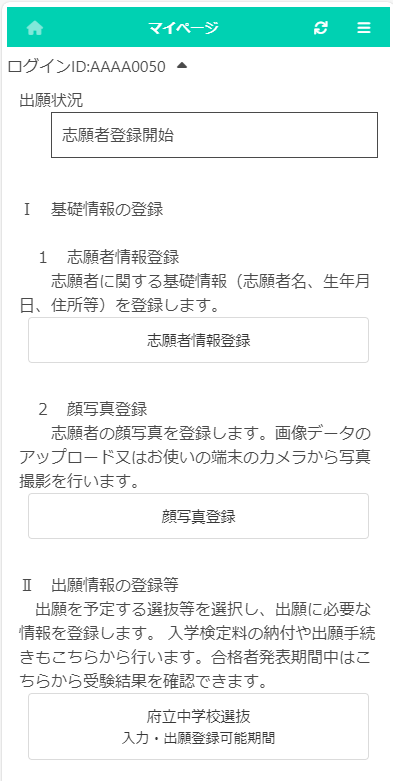 マイページ
ログインID:AAAA0050
出願状況
志願者登録開始
Ⅰ　基礎情報の登録
１　志願者情報登録
志願者に関する基礎情報（志願者名、生年月
日、住所等）を登録します。
志願者情報登録
２　顔写真登録
志願者の顔写真を登録します。画像データの
アップロード又はお使いの端末のカメラから写真
撮影を行います。
顔写真登録
Ⅱ　出願情報の登録等
出願を予定する選抜等を選択し、出願に必要な
情報を登録します。 入学検定料の納付や出願手続
きもこちらから行います。合格者発表期間中はこ
ちらから受験結果を確認できます。
府立中学校選抜
入力・出願登録可能期間